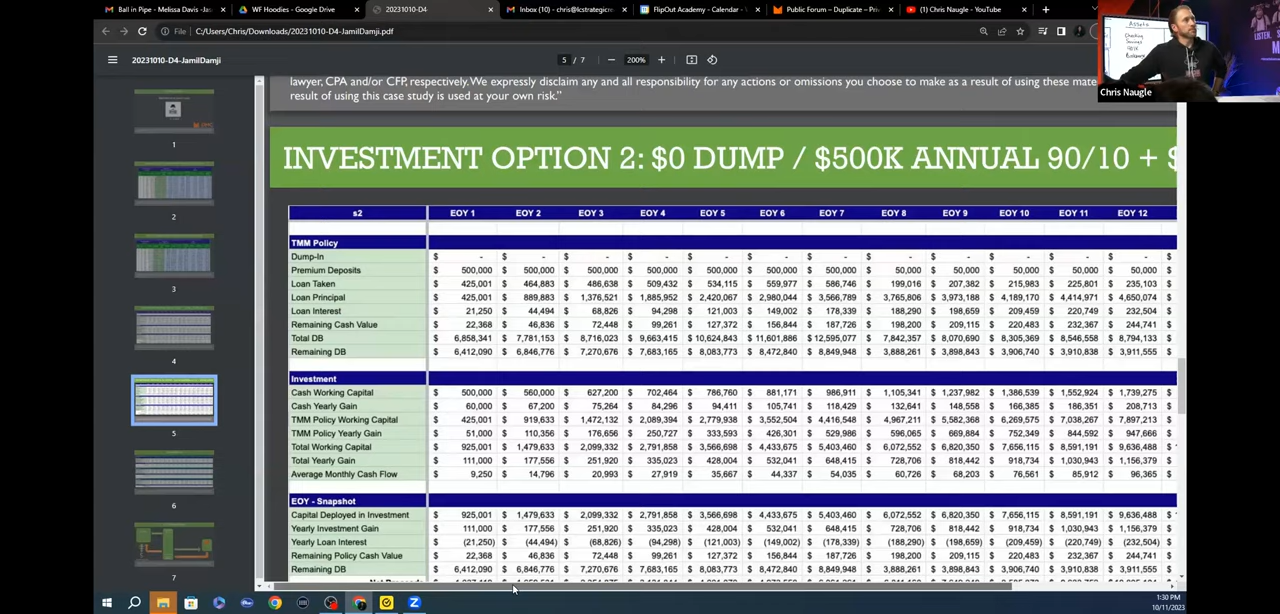 Ball in Pipe - Melissa Davis -Jan
WF Hoodies - Google Drive
20231010-D4
Inbox (10) - chris@lcstrategicre
FlipOut Academy - Calendar -
Public Forum – Duplicate – Priv
(1) Chris Naugle - YouTube
File
C:/Users/Chris/Downloads/20231010-D4-JamilDamji.pdf
20231010-D4-JamilDamji
5 / 7
200%
Assets
Checking
Savings
401K
Chris Naugle
1
2
3
4
5
6
7
lawyer, CPA and/or CFP, respectively.We expressly disclaim any and all responsibility for any actions or omissions you choose to make as a result of using these mate
result of using this case study is used at your own risk.”
INVESTMENT OPTION 2: $0 DUMP / $500K ANNUAL 90/10 + $
s2 EOY 1 EOY 2 EOY 3 EOY 4 EOY 5 EOY 6 EOY 7 EOY 8 EOY 9 EOY 10 EOY 11 EOY 12
TMM Policy
Dump-In $ - $ - $ - $ - $ - $ - $ - $ - $ - $ - $ - $ - $
Premium Deposits $ 500,000 $ 500,000 $ 500,000 $ 500,000 $ 500,000 $ 500,000 $ 500,000 $ 50,000 $ 50,000 $ 50,000 $ 50,000 $ 50,000 $
Loan Taken $ 425,001 $ 464,883 $ 486,638 $ 509,432 $ 534,115 $ 559,977 $ 586,746 $ 199,016 $ 207,382 $ 215,983 $ 225,801 $ 235,103 $
Loan Principal $ 425,001 $ 889,883 $ 1,376,521 $ 1,885,952 $ 2,420,067 $ 2,980,044 $ 3,566,789 $ 3,765,806 $ 3,973,188 $ 4,189,170 $ 4,414,971 $ 4,650,074 $
Loan Interest $ 21,250 $ 44,494 $ 68,826 $ 94,298 $ 121,003 $ 149,002 $ 178,339 $ 188,290 $ 198,659 $ 209,459 $ 220,749 $ 232,504 $
Remaining Cash Value $ 22,368 $ 46,836 $ 72,448 $ 99,261 $ 127,372 $ 156,844 $ 187,726 $ 198,200 $ 209,115 $ 220,483 $ 232,367 $ 244,741 $
Total DB $ 6,858,341 $ 7,781,153 $ 8,716,023 $ 9,663,415 $ 10,624,843 $ 11,601,886 $ 12,595,077 $ 7,842,357 $ 8,070,690 $ 8,305,369 $ 8,546,558 $ 8,794,133 $
Remaining DB $ 6,412,090 $ 6,846,776 $ 7,270,676 $ 7,683,165 $ 8,083,773 $ 8,472,840 $ 8,849,948 $ 3,888,261 $ 3,898,843 $ 3,906,740 $ 3,910,838 $ 3,911,555 $
Investment
Cash Working Capital $ 500,000 $ 560,000 $ 627,200 $ 702,464 $ 786,760 $ 881,171 $ 986,911 $ 1,105,341 $ 1,237,982 $ 1,386,539 $ 1,552,924 $ 1,739,275 $
Cash Yearly Gain $ 60,000 $ 67,200 $ 75,264 $ 84,296 $ 94,411 $ 105,741 $ 118,429 $ 132,641 $ 148,558 $ 166,385 $ 186,351 $ 208,713 $
TMM Policy Working Capital $ 425,001 $ 919,633 $ 1,472,132 $ 2,089,394 $ 2,779,938 $ 3,552,504 $ 4,416,548 $ 4,967,211 $ 5,582,368 $ 6,269,575 $ 7,038,267 $ 7,897,213 $
TMM Policy Yearly Gain $ 51,000 $ 110,356 $ 176,656 $ 250,727 $ 333,593 $ 426,301 $ 529,986 $ 596,065 $ 669,884 $ 752,349 $ 844,592 $ 947,666 $
Total Working Capital $ 925,001 $ 1,479,633 $ 2,099,332 $ 2,791,858 $ 3,566,698 $ 4,433,675 $ 5,403,460 $ 6,072,552 $ 6,820,350 $ 7,656,115 $ 8,591,191 $ 9,636,488 $
Total Yearly Gain $ 111,000 $ 177,556 $ 251,920 $ 335,023 $ 428,004 $ 532,041 $ 648,415 $ 728,706 $ 818,442 $ 918,734 $ 1,030,943 $ 1,156,379 $
Average Monthly Cash Flow $ 9,250 $ 14,796 $ 20,993 $ 27,919 $ 35,667 $ 44,337 $ 54,035 $ 60,726 $ 68,203 $ 76,561 $ 85,912 $ 96,365 $
EOY - Snapshot
Capital Deployed in Investment $ 925,001 $ 1,479,633 $ 2,099,332 $ 2,791,858 $ 3,566,698 $ 4,433,675 $ 5,403,460 $ 6,072,552 $ 6,820,350 $ 7,656,115 $ 8,591,191 $ 9,636,488 $
Yearly Investment Gain $ 111,000 $ 177,556 $ 251,920 $ 335,023 $ 428,004 $ 532,041 $ 648,415 $ 728,706 $ 818,442 $ 918,734 $ 1,030,943 $ 1,156,379 $
Yearly Loan Interest $ (21,250) $ (44,494) $ (68,826) $ (94,298) $ (121,003) $ (149,002) $ (178,339) $ (188,290) $ (198,659) $ (209,459) $ (220,749) $ (232,504) $
Remaining Policy Cash Value $ 22,368 $ 46,836 $ 72,448 $ 99,261 $ 127,372 $ 156,844 $ 187,726 $ 198,200 $ 209,115 $ 220,483 $ 232,367 $ 244,741 $
Remaining DB $ 6,412,090 $ 6,846,776 $ 7,270,676 $ 7,683,165 $ 8,083,773 $ 8,472,840 $ 8,849,948 $ 3,888,261 $ 3,898,843 $ 3,906,740 $ 3,910,838 $ 3,911,555 $
1:30 PM
10/11/2023